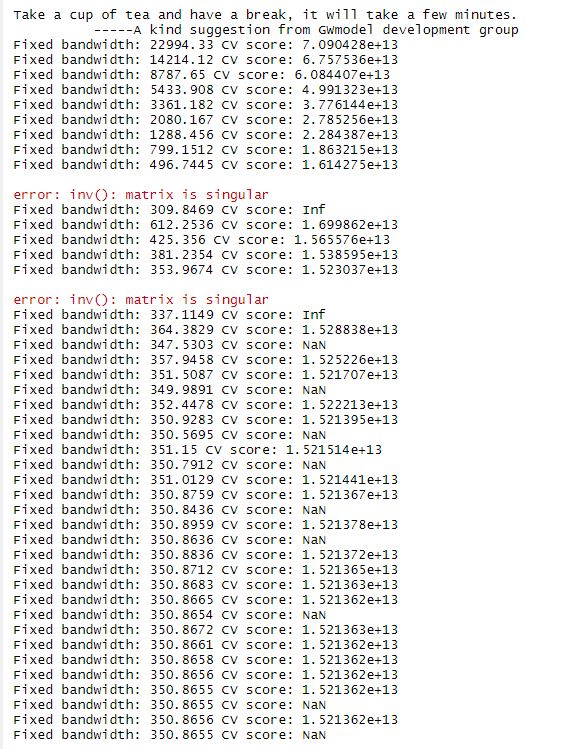 Take a cup of tea and have a break, it will take a few minutes.
-----A kind suggestion from GWmodel development group
Fixed bandwidth: 22994.33 CV score: 7.090428e+13
Fixed bandwidth: 14214.12 CV score: 6.757536e+13
Fixed bandwidth: 8787.65 CV score: 6.084407e+13
Fixed bandwidth: 5433.908 CV score: 4.991323e+13
Fixed bandwidth: 3361.182 CV score: 3.776144e+13
Fixed bandwidth: 2080.167 CV score: 2.785256e+13
Fixed bandwidth: 1288.456 CV score: 2.284387e+13
Fixed bandwidth: 799.1512 CV score: 1.863215e+13
Fixed bandwidth: 496.7445 CV score: 1.614275e+13
error: inv(): matrix is singular
Fixed bandwidth: 309.8469 CV score: Inf
Fixed bandwidth: 612.2536 CV score: 1.699862e+13
Fixed bandwidth: 425.356 CV score: 1.565576e+13
Fixed bandwidth: 381.2354 CV score: 1.538595e+13
Fixed bandwidth: 353.9674 CV score: 1.523037e+13
error: inv(): matrix is singular
Fixed bandwidth: 337.1149 CV score: Inf
Fixed bandwidth: 364.3829 CV score: 1.528838e+13
Fixed bandwidth: 347.5303 CV score: NaN
Fixed bandwidth: 357.9458 CV score: 1.525226e+13
Fixed bandwidth: 351.5087 CV score: 1.521707e+13
Fixed bandwidth: 349.9891 CV score: NaN
Fixed bandwidth: 352.4478 CV score: 1.522213e+13
Fixed bandwidth: 350.9283 CV score: 1.521395e+13
Fixed bandwidth: 350.5695 CV score: NaN
Fixed bandwidth: 351.15 CV score: 1.521514e+13
Fixed bandwidth: 350.7912 CV score: NaN
Fixed bandwidth: 351.0129 CV score: 1.521441e+13
Fixed bandwidth: 350.8759 CV score: 1.521367e+13
Fixed bandwidth: 350.8436 CV score: NaN
Fixed bandwidth: 350.8959 CV score: 1.521378e+13
Fixed bandwidth: 350.8636 CV score: NaN
Fixed bandwidth: 350.8836 CV score: 1.521372e+13
Fixed bandwidth: 350.8712 CV score: 1.521365e+13
Fixed bandwidth: 350.8683 CV score: 1.521363e+13
Fixed bandwidth: 350.8665 CV score: 1.521362e+13
Fixed bandwidth: 350.8654 CV score: NaN
Fixed bandwidth: 350.8672 CV score: 1.521363e+13
Fixed bandwidth: 350.8661 CV score: 1.521362e+13
Fixed bandwidth: 350.8658 CV score: 1.521362e+13
Fixed bandwidth: 350.8656 CV score: 1.521362e+13
Fixed bandwidth: 350.8655 CV score: 1.521362e+13
Fixed bandwidth: 350.8655 CV score: NaN
Fixed bandwidth: 350.8656 CV score: 1.521362e+13
Fixed bandwidth: 350.8655 CV score: NaN